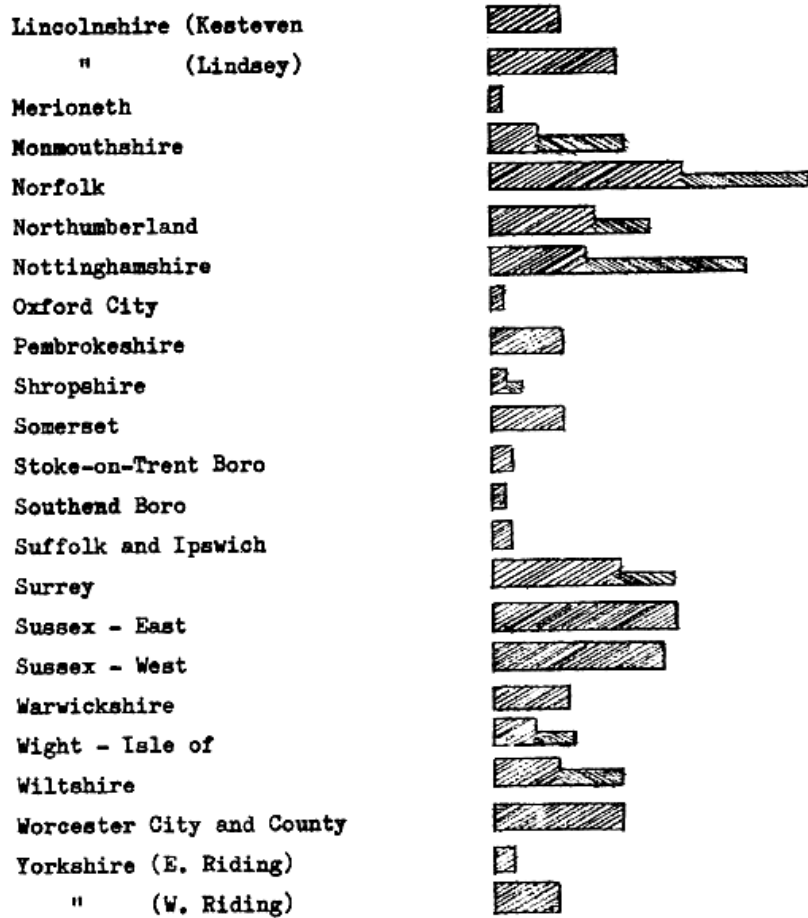 Lincolnshire (Kesteven
" (Lindsey)
Merioneth
Monmouthshire
Norfolk
Northumberland
Nottinghamshire
Oxford City
Pembrokeshire
Shropshire
Somerset
Stoke-on-Trent Boro
Southend Boro
Suffolk and Ipswich
Surrey
Sussex - East
Sussex - West
Warwickshire
Wight - Isle of
Wiltshire
Worcester City and County
Yorkshire (E. Riding)
" (W. Riding)